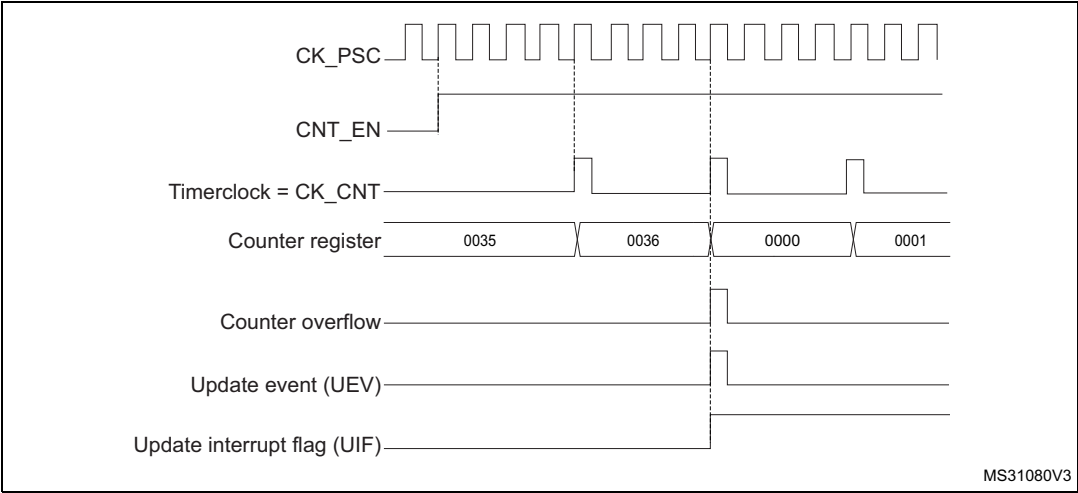 CK_PSC
CNT_EN
Timerclock = CK_CNT
Counter register 0035 0036 0000 0001
Counter overflow
Update event (UEV)
Update interrupt flag (UIF)
MS31080V3